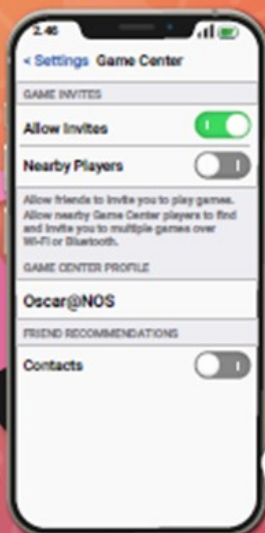 2.46
< Settings Game Center
GAME INVITES
Allow Invites
Nearby Players
Allow friends to invite you to play games.
Allow nearby Game Center players to find
and invite you to multiple games over
Wi-Fi or Bluetooth.
GAME CENTER PROFILE
Oscar@NOS
FRIEND RECOMMENDATIONS
Contacts